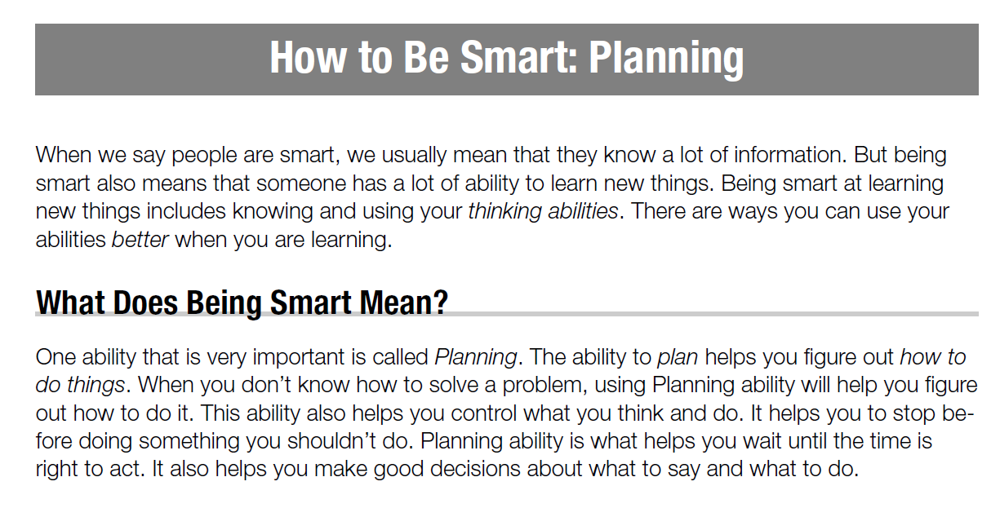 How to Be Smart: Planning
When we say people are smart, we usually mean that they know a lot of information. But being
smart also means that someone has a lot of ability to learn new things. Being smart at learning
new things includes knowing and using your thinking abilities. There are ways you can use your
abilities better when you are learning.
What Does Being Smart Mean?
One ability that is very important is called Planning. The ability to plan helps you figure out how to
do things. When you don’t know how to solve a problem, using Planning ability will help you figure
out how to do it. This ability also helps you control what you think and do. It helps you to stop be-
fore doing something you shouldn’t do. Planning ability is what helps you wait until the time is
right to act. It also helps you make good decisions about what to say and what to do.